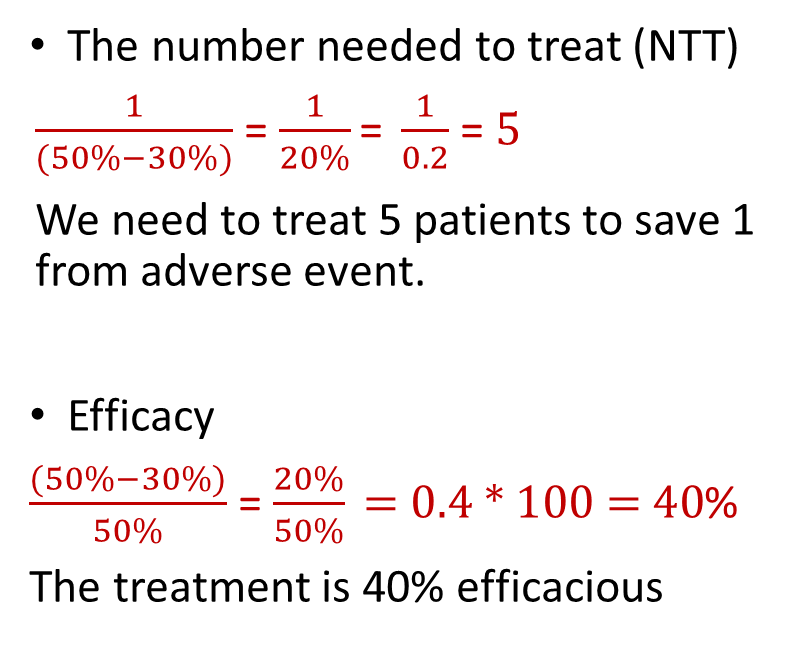 • The number needed to treat (NTT)
1/(50%−30%) = 1/20% = 1/0.2 = 5
We need to treat 5 patients to save 1
from adverse event.
• Efficacy
(50%−30%)/50% = 20%/50% = 0.4 * 100 = 40%
The treatment is 40% efficacious